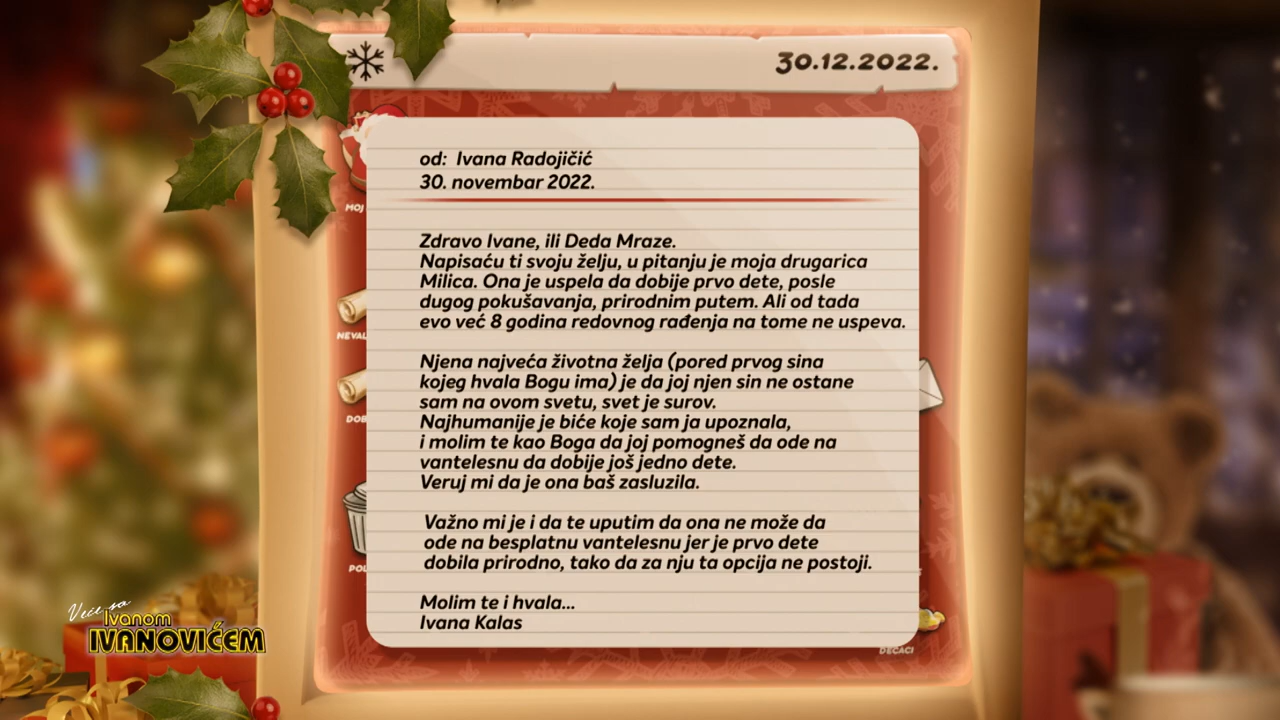 30.12.2022.
od: Ivana Radojičić
30. novembar 2022.
MOJ
Zdravo Ivane, ili Deda Mraze.
Napisaću ti svoju želju, u pitanju je moja drugarica
Milica. Ona je uspela da dobije prvo dete, posle
dugog pokušavanja, prirodnim putem. Ali od tada
evo već 8 godina redovnog rađenja na tome ne uspeva.
NEVAL
Njena najveća životna želja (pored prvog sina
kojeg hvala Bogu ima) je da joj njen sin ne ostane
sam na ovom svetu, svet je surov.
DOB
Najhumanije je biće koje sam ja upoznala,
i molim te kao Boga da joj pomogneš da ode na
vantelesnu da dobije još jedno dete.
Veruj mi da je ona baš zasluzila.
Važno mi je i da te uputim da ona ne može da
ode na besplatnu vantelesnu jer je prvo dete
dobila prirodno, tako da za nju ta opcija ne postoji.
Molim te i hvala...
Ivana Kalas
DEČACI
Veče sa
Ivanom
IVANOVIĆEM